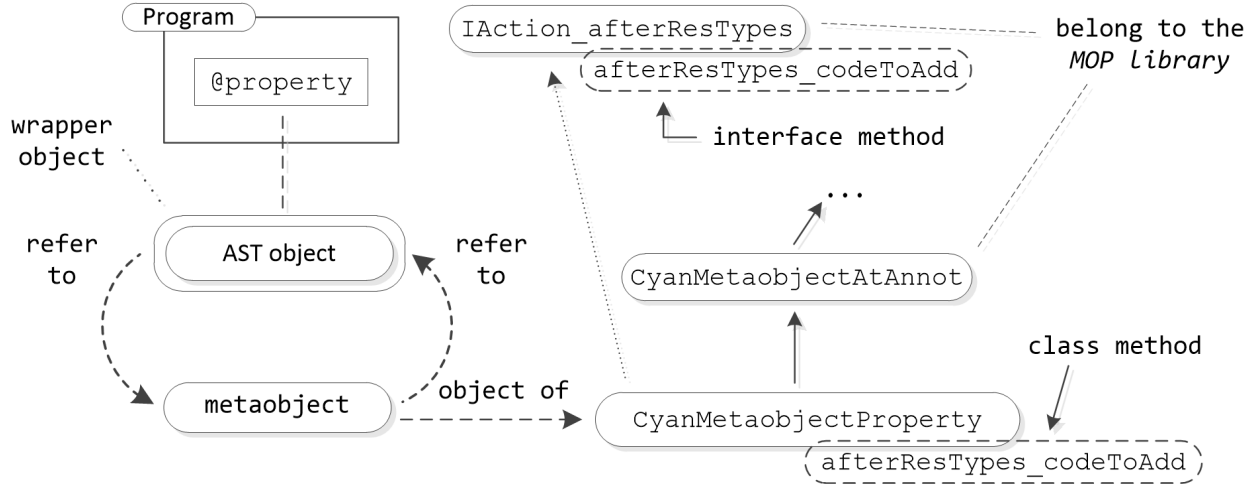 Program
@property
wrapper
object
AST object
refer
to
refer
to
metaobject
object of
IAction_afterResTypes
afterResTypes_codeToAdd
interface method
belong to the
MOP library
...
CyanMetaobjectAtAnnot
class method
CyanMetaobjectProperty
afterResTypes_codeToAdd